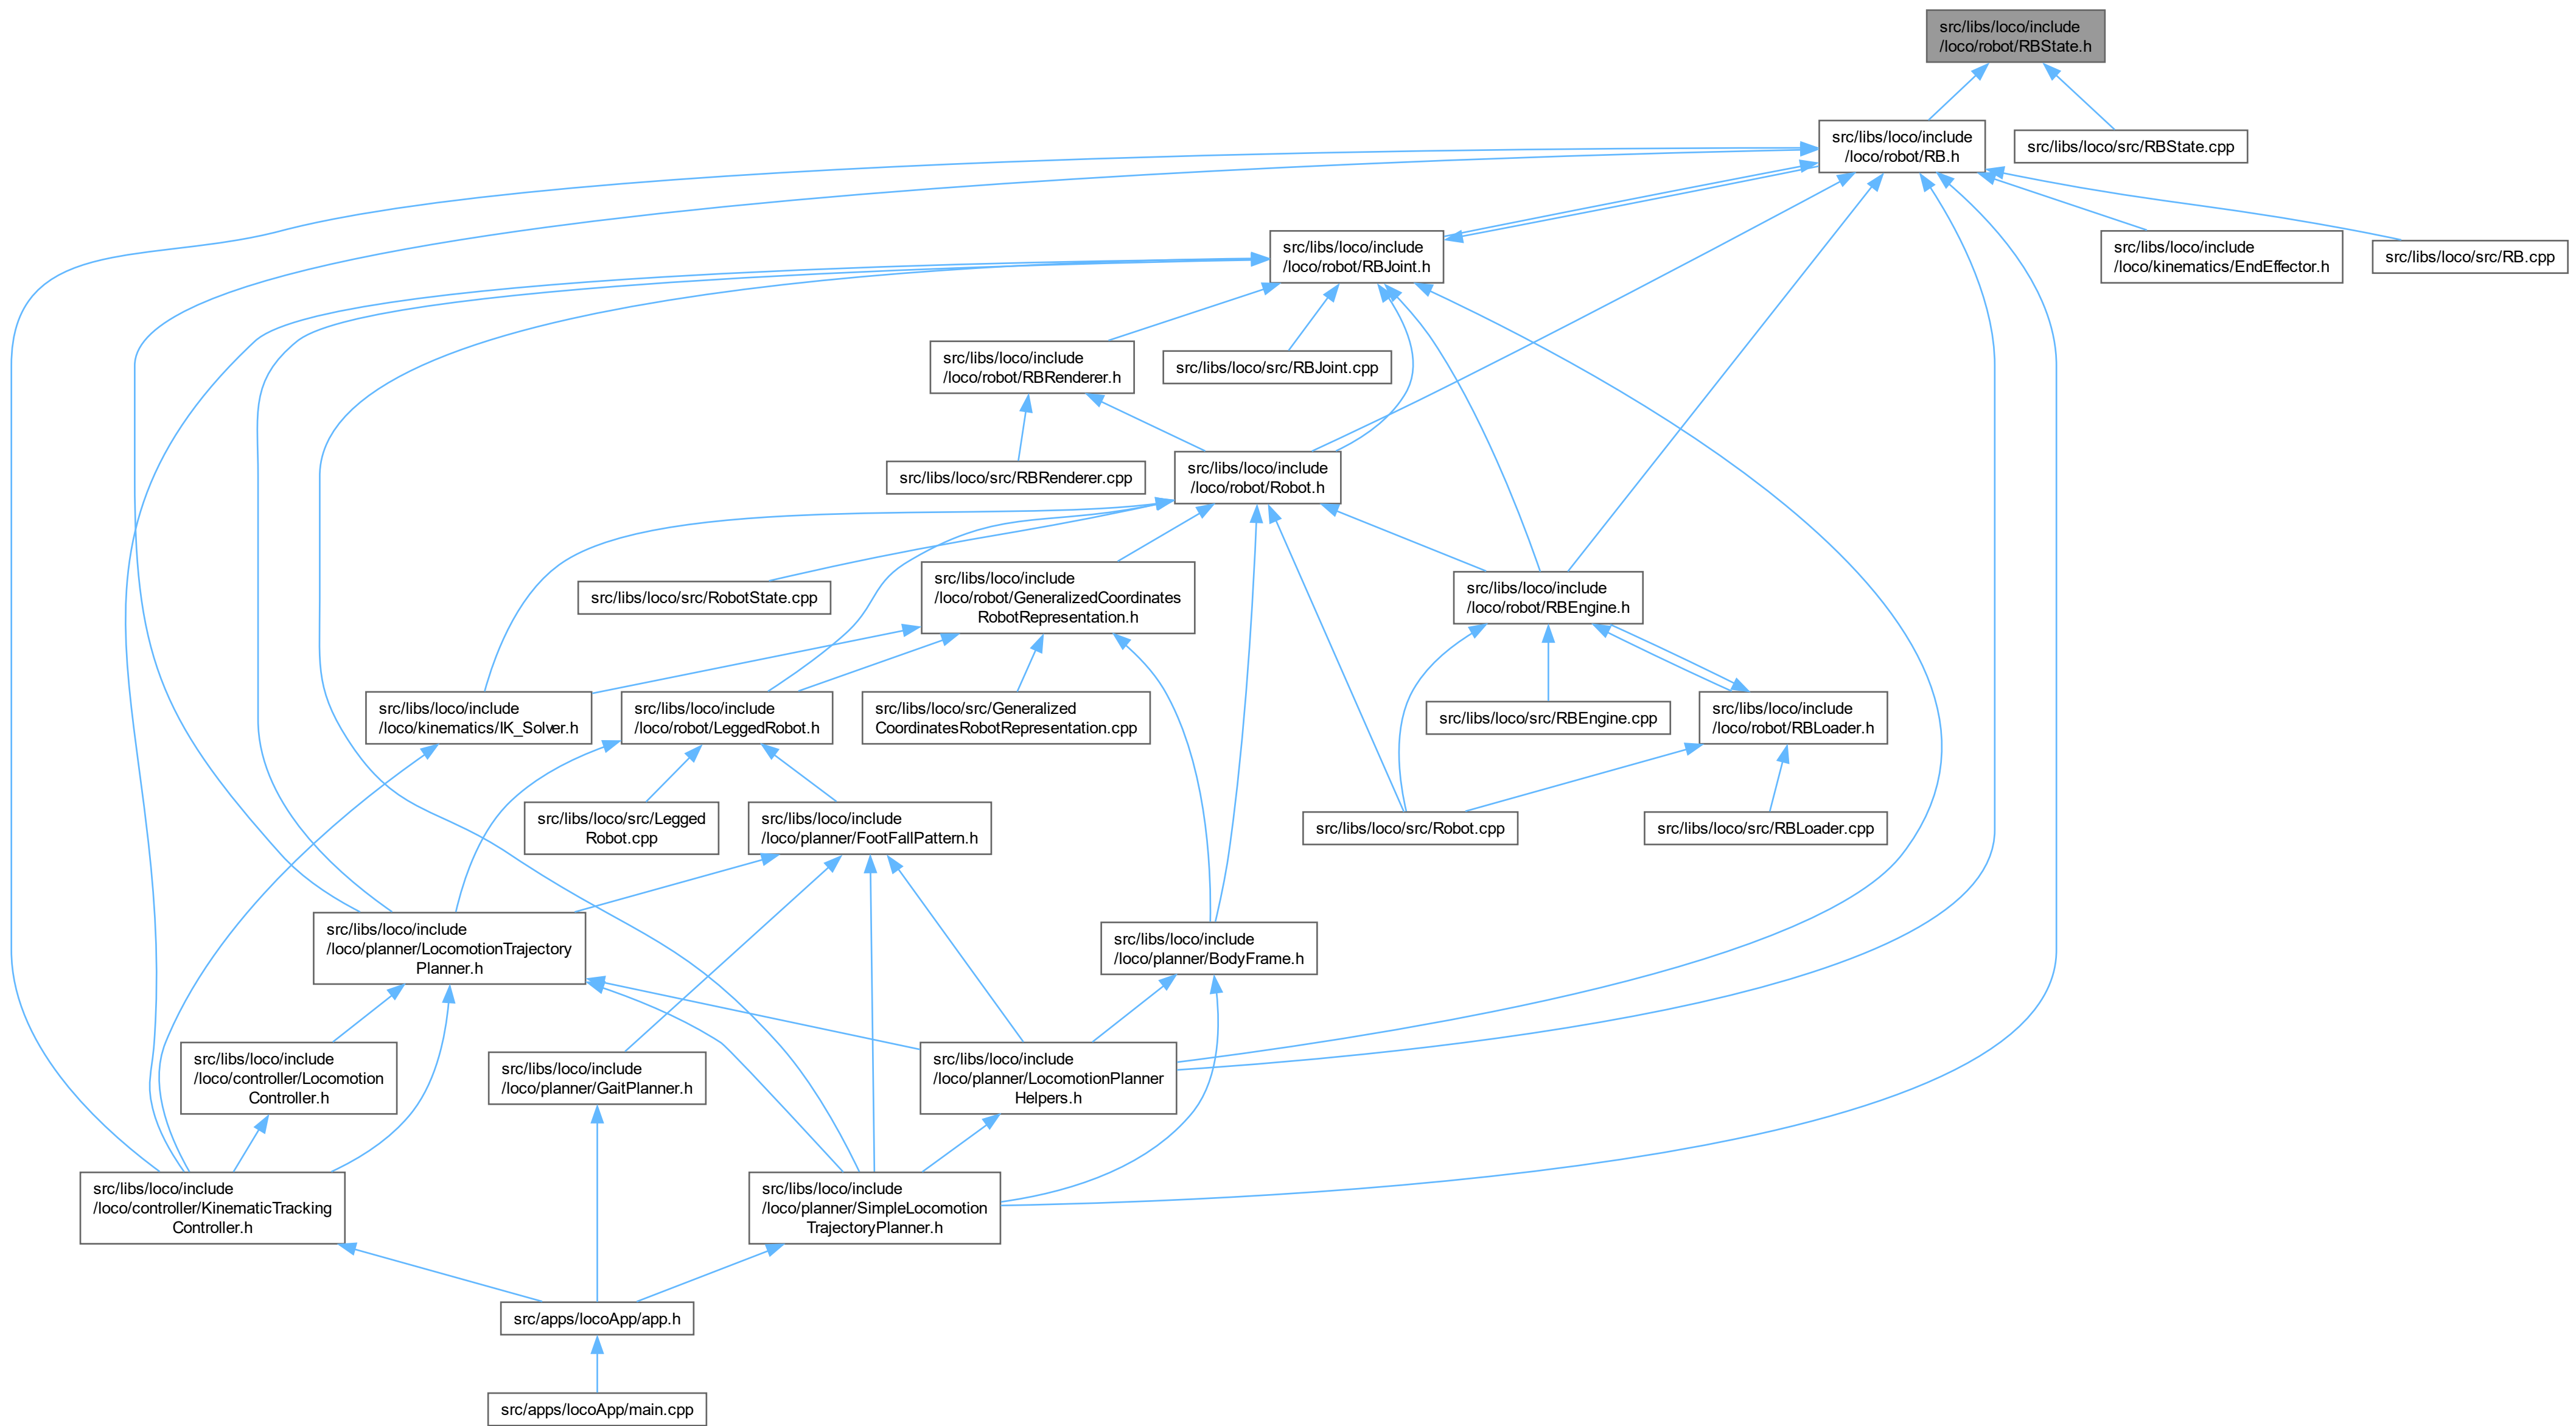 src/libs/loco/include
/loco/robot/RBState.h
src/libs/loco/include
/loco/robot/RB.h
src/libs/loco/src/RBState.cpp
src/libs/loco/include
/loco/robot/RBJoint.h
src/libs/loco/include
/loco/kinematics/EndEffector.h
src/libs/loco/src/RB.cpp
src/libs/loco/include
/loco/robot/RBRenderer.h
src/libs/loco/src/RBJoint.cpp
src/libs/loco/src/RBRenderer.cpp
src/libs/loco/include
/loco/robot/Robot.h
src/libs/loco/src/RobotState.cpp
src/libs/loco/include
/loco/robot/GeneralizedCoordinates
RobotRepresentation.h
src/libs/loco/include
/loco/robot/RBEngine.h
src/libs/loco/include
/loco/kinematics/IK_Solver.h
src/libs/loco/include
/loco/robot/LeggedRobot.h
src/libs/loco/src/Generalized
CoordinatesRobotRepresentation.cpp
src/libs/loco/src/RBEngine.cpp
src/libs/loco/include
/loco/robot/RBLoader.h
src/libs/loco/src/Legged
Robot.cpp
src/libs/loco/include
/loco/planner/FootFallPattern.h
src/libs/loco/src/Robot.cpp
src/libs/loco/src/RBLoader.cpp
src/libs/loco/include
/loco/planner/LocomotionTrajectory
Planner.h
src/libs/loco/include
/loco/planner/BodyFrame.h
src/libs/loco/include
/loco/controller/Locomotion
Controller.h
src/libs/loco/include
/loco/planner/GaitPlanner.h
src/libs/loco/include
/loco/planner/LocomotionPlanner
Helpers.h
src/libs/loco/include
/loco/controller/KinematicTracking
Controller.h
src/libs/loco/include
/loco/planner/SimpleLocomotion
TrajectoryPlanner.h
src/apps/locoApp/app.h
src/apps/locoApp/main.cpp